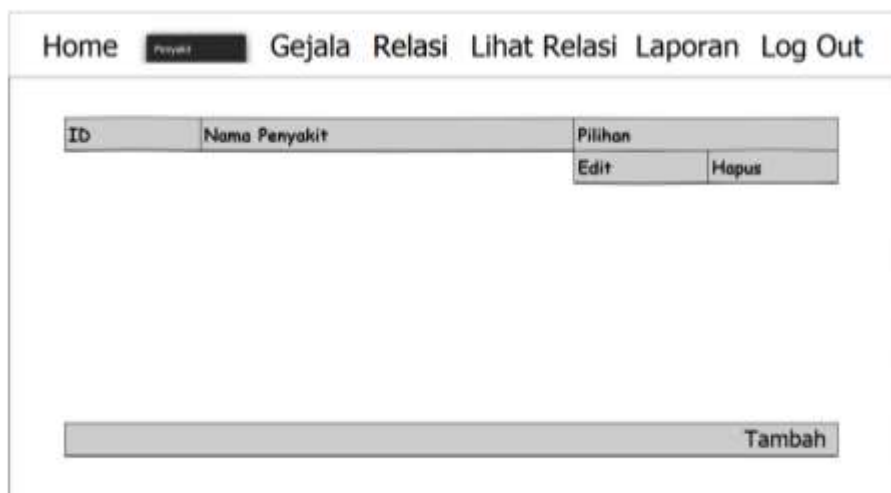 Home Penyakit Gejala Relasi Lihat Relasi Laporan Log Out
ID Nama Penyakit Pilihan
Edit Hapus
Tambah